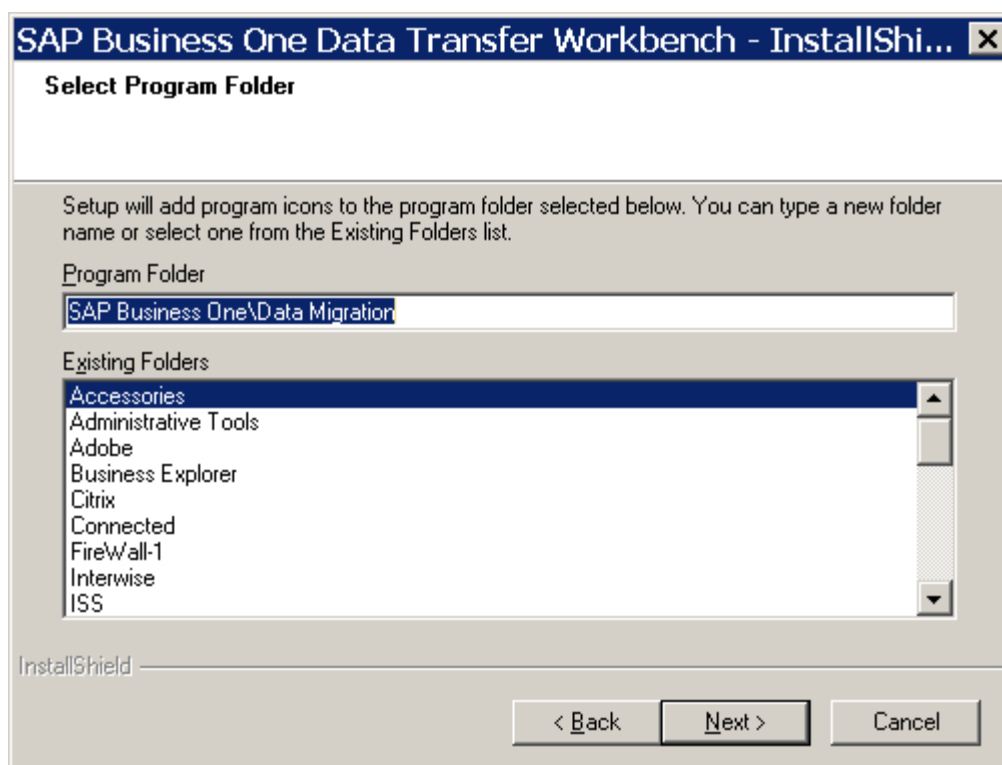 SAP Business One Data Transfer Workbench - InstallShi...
Select Program Folder
Setup will add program icons to the program folder selected below. You can type a new folder
name or select one from the Existing Folders list.
Program Folder
SAP Business One\Data Migration
Existing Folders
Accessories
Administrative Tools
Adobe
Business Explorer
Citrix
Connected
FireWall-1
Interwise
ISS
InstallShield
< Back Next > Cancel